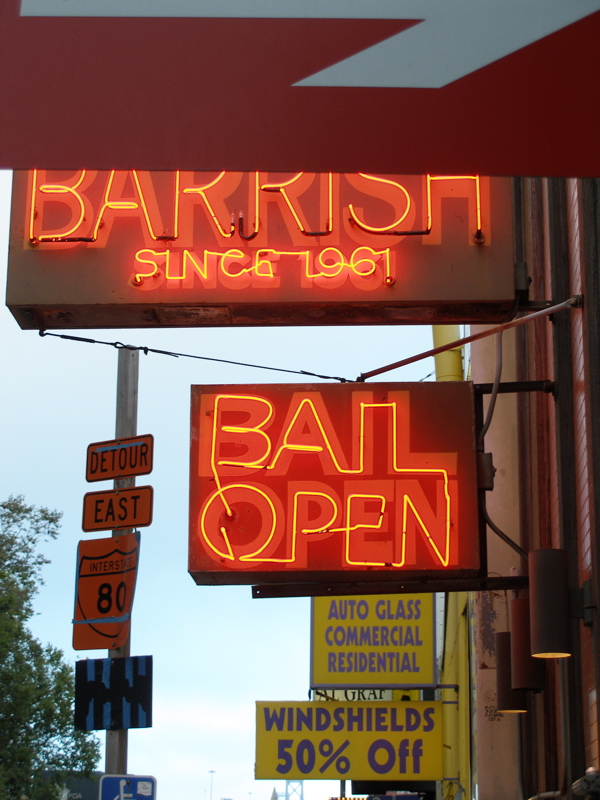 BARRISH
SINCE 1961
BAIL
OPEN
DETOUR
EAST
INTERSTATE
80
AUTO GLASS
COMMERCIAL
RESIDENTIAL
WINDSHIELDS
50% Off